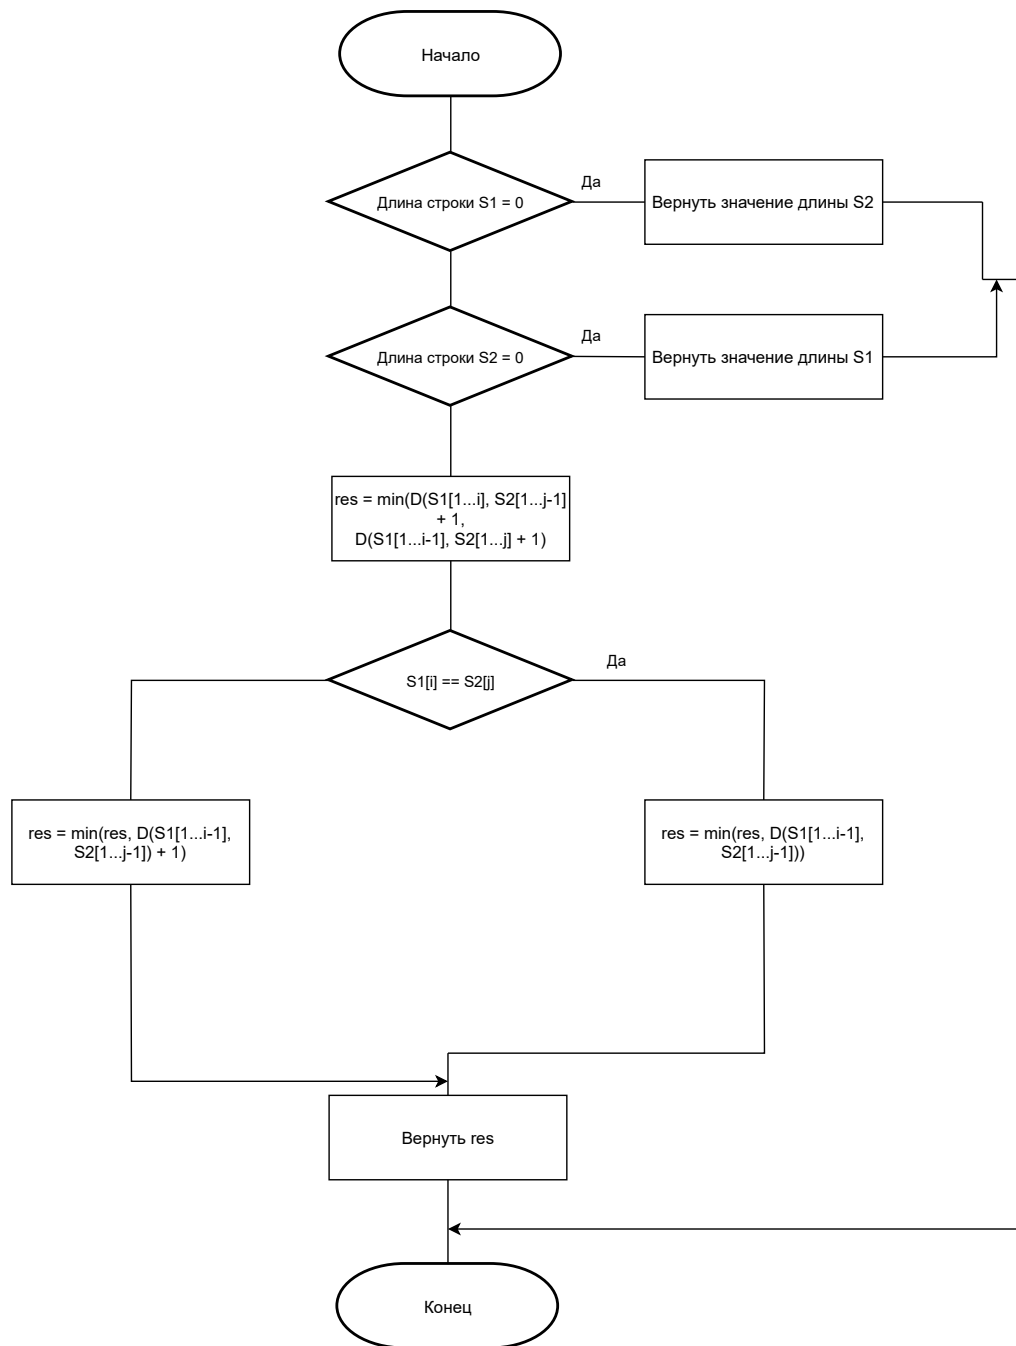 Начало
Длина строки S1 = 0
Да
Вернуть значение длины S2
Длина строки S2 = 0
Да
Вернуть значение длины S1
res = min(D(S1[1...i], S2[1...j-1]
+ 1,
D(S1[1...i-1], S2[1...j] + 1)
S1[i] == S2[j]
Да
res = min(res, D(S1[1...i-1],
S2[1...j-1]) + 1)
res = min(res, D(S1[1...i-1],
S2[1...j-1]))
Вернуть res
Конец